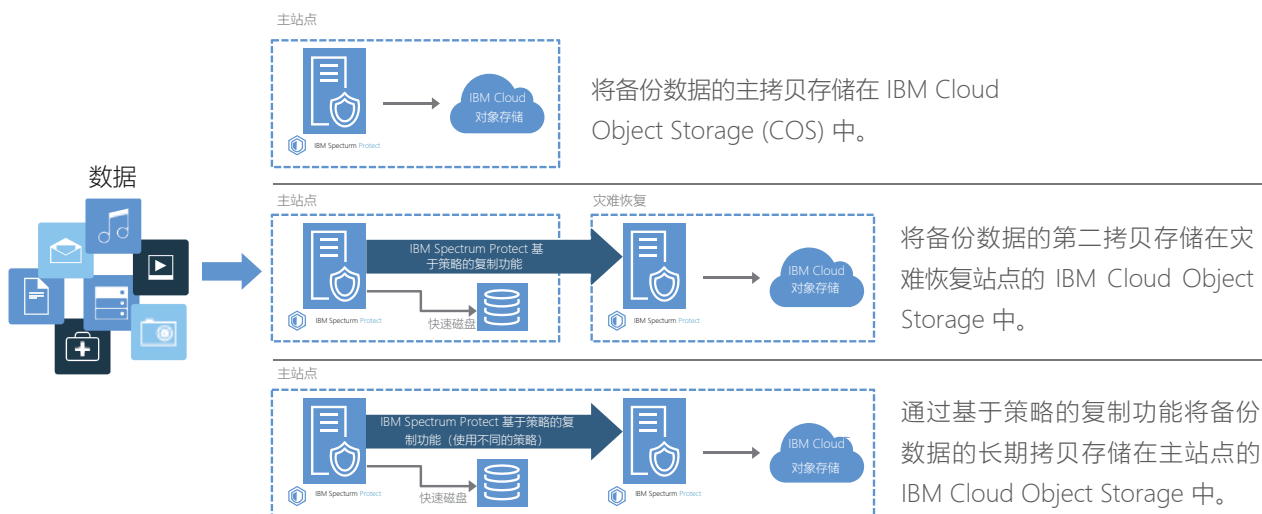 数据
主站点
IBM Cloud
对象存储
IBM Specturm Protect
将备份数据的主拷贝存储在 IBM Cloud
Object Storage (COS) 中。
主站点
IBM Spectrum Protect 基
于策略的复制功能
快速磁盘
IBM Specturm Protect
灾难恢复
IBM Cloud
对象存储
IBM Specturm Protect
将备份数据的第二拷贝存储在灾
难恢复站点的 IBM Cloud Object
Storage 中。
主站点
IBM Spectrum Protect 基于策略的复
制功能（使用不同的策略）
快速磁盘
IBM Specturm Protect
IBM Cloud
对象存储
IBM Specturm Protect
通过基于策略的复制功能将备份
数据的长期拷贝存储在主站点的
IBM Cloud Object Storage 中。